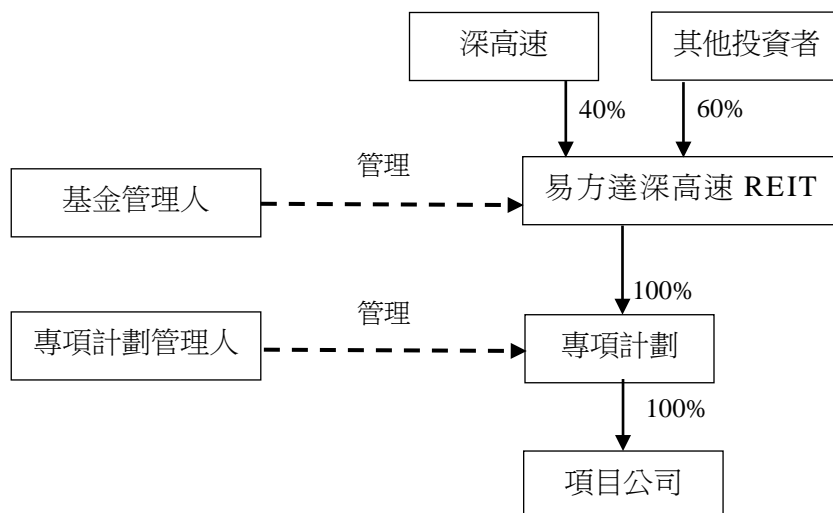 深高速
其他投資者
40%
60%
管理
基金管理人
易方達深高速 REIT
100%
管理
專項計劃管理人
專項計劃
100%
項目公司